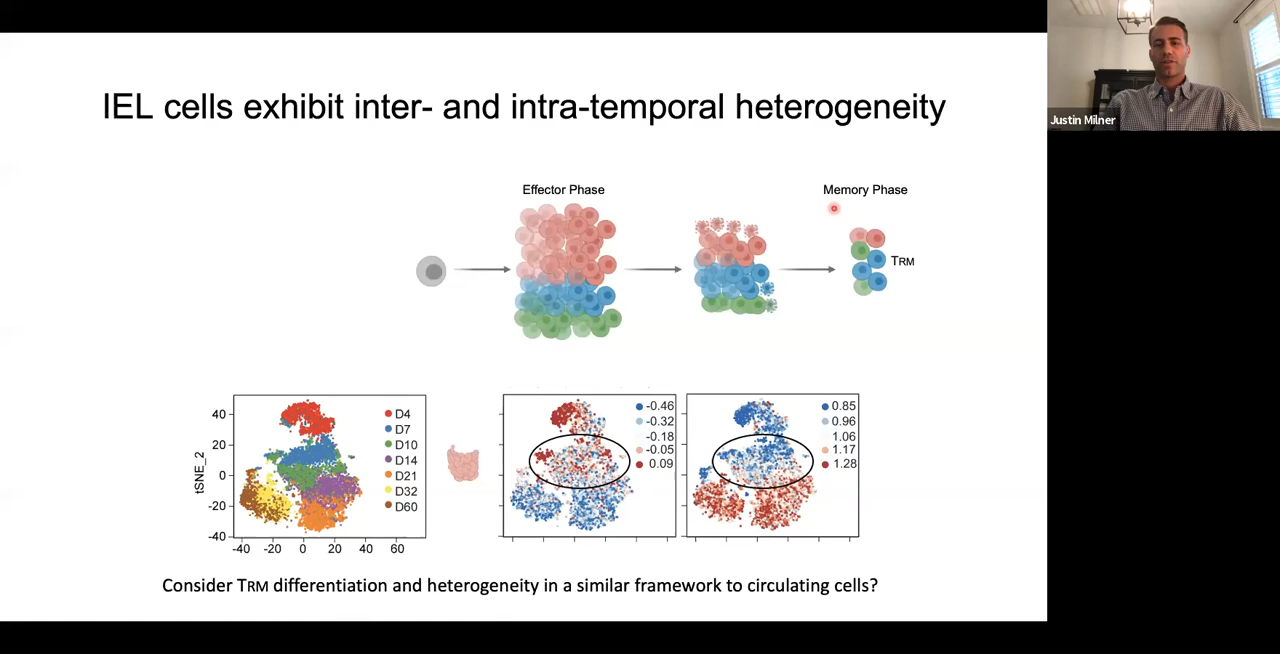 IEL cells exhibit inter- and intra-temporal heterogeneity
Justin Milner
Effector Phase
Memory Phase
TRM
tSNE_2
40
20
0
-20
-40
-40 -20 0 20 40 60
D4
D7
D10
D14
D21
D32
D60
-0.46
-0.32
-0.18
-0.05
0.09
0.85
0.96
1.06
1.17
1.28
Consider TRM differentiation and heterogeneity in a similar framework to circulating cells?